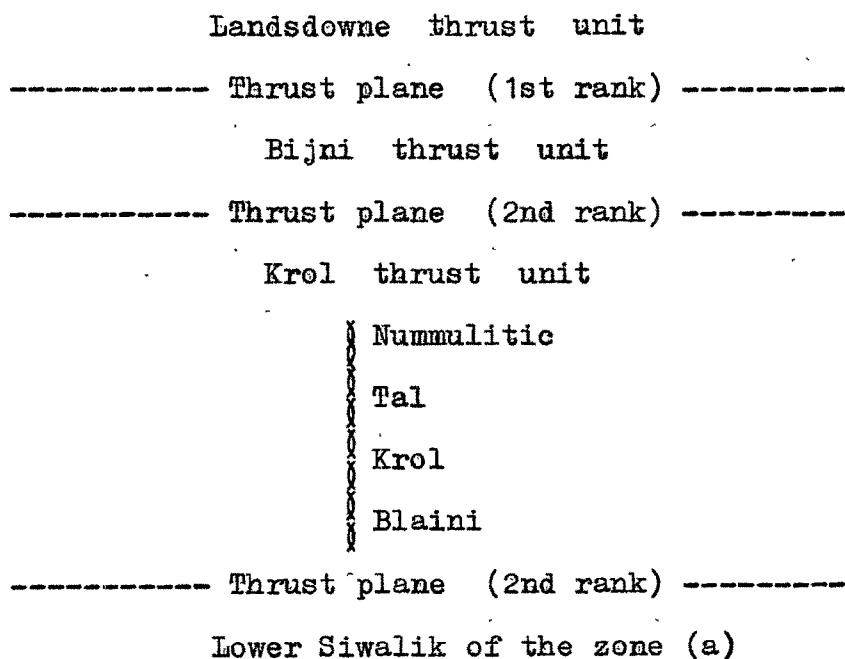 Landsdowne thrust unit
----------- Thrust plane (1st rank) ---------
Bijni thrust unit
----------- Thrust plane (2nd rank) ---------
Krol thrust unit
Nummulitic
Tal
Krol
Blaini
----------- Thrust plane (2nd rank) ---------
Lower Siwalik of the zone (a)